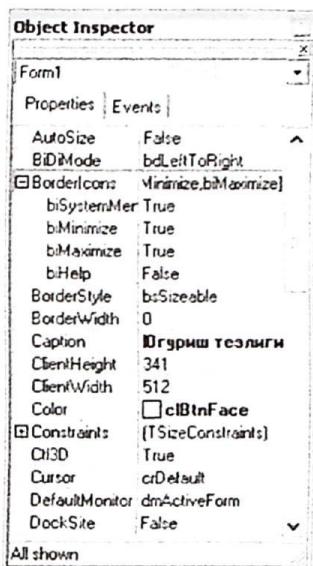 Object Inspector
Form1
Properties Events
AutoSize False
BiDiMode bdLeftToRight
BorderIcons Minimize,biMaximize]
biSystemMer True
biMinimize True
biMaximize True
biHelp False
BorderStyle bsSizeable
BorderWidth 0
Caption Югуриш тезлиги
ClientHeight 341
ClientWidth 512
Color clBtnFace
Constraints (TSizeConstraints)
Ctl3D True
Cursor crDefault
DefaultMonitor dmActiveForm
DockSite False
All shown